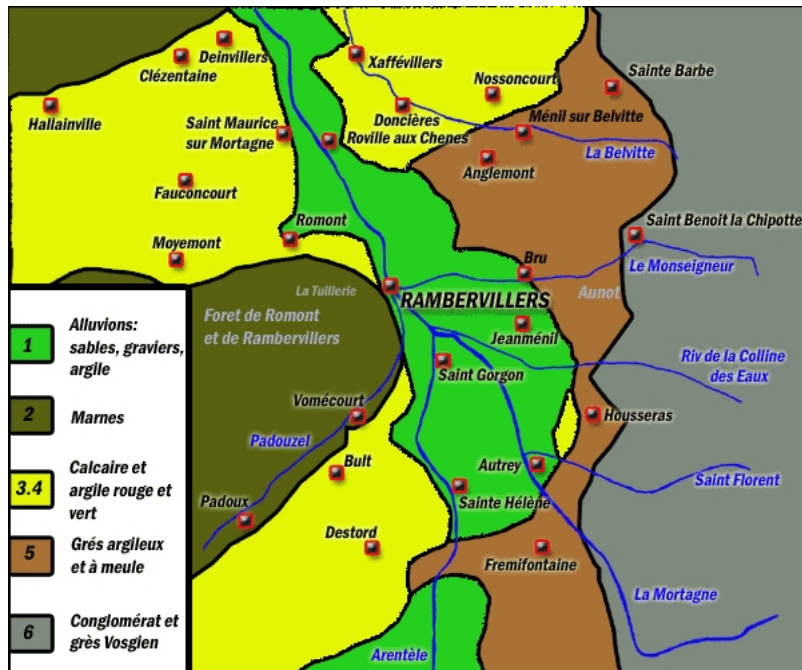 Deinvillers
Clézentaine
Xaffévillers
Sainte Barbe
Nossoncourt
Hallainville
Doncières
Ménil sur Belvitte
Saint Maurice
sur Mortagne
Roville aux Chenes
La Belvitte
Anglemont
Fauconcourt
Romont
Saint Benoit la Chipotte
Moyemont
Bru
Le Monseigneur
La Tuillerie
RAMBERVILLERS
Aunot
Foret de Romont
et de Rambervillers
Jeanménil
Saint Gorgon
Riv de la Colline
des Eaux
Vomécourt
Housseras
Padouzel
Bult
Autrey
Saint Florent
Padoux
Sainte Hélène
Destord
Fremifontaine
La Mortagne
Arentèle
1
Alluvions:
sables, graviers,
argile
2
Marnes
3.4
Calcaire et
argile rouge et
vert
5
Grés argileux
et à meule
6
Conglomérat et
grès Vosgien